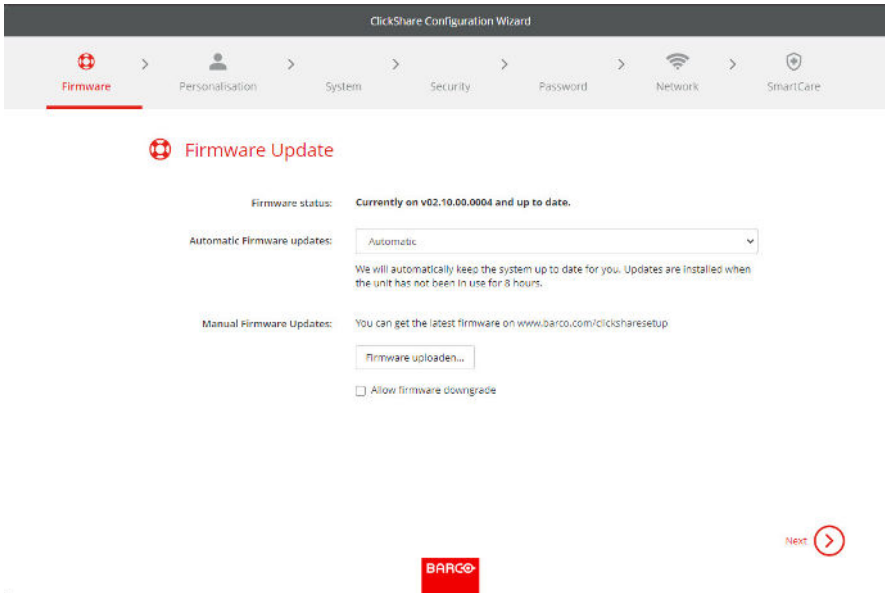 ClickShare Configuration Wizard
Firmware
Personalisation
System
Security
Password
Network
SmartCare
Firmware Update
Firmware status: Currently on v02.10.00.0004 and up to date.
Automatic Firmware updates: Automatic
We will automatically keep the system up to date for you. Updates are installed when
the unit has not been in use for 8 hours.
Manual Firmware Updates: You can get the latest firmware on www.barco.com/clicksharesetup
Firmware uploaden...
Allow firmware downgrade
Next
BARCO